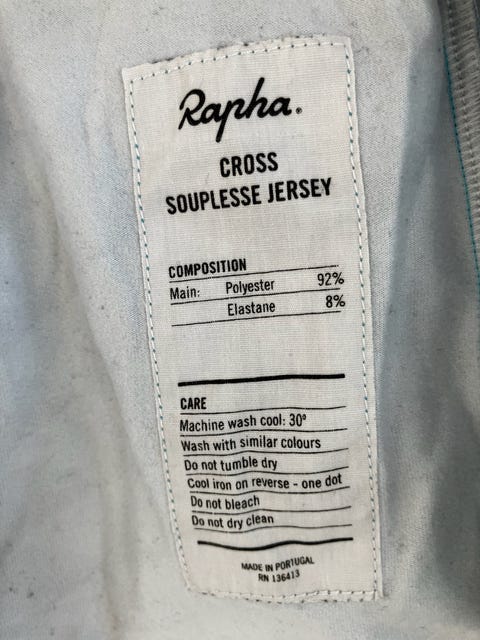 Rapha.
CROSS
SOUPLESSE JERSEY
COMPOSITION
Main: Polyester 92%
Elastane 8%
CARE
Machine wash cool: 30°
Wash with similar colours
Do not tumble dry
Cool iron on reverse - one dot
Do not bleach
Do not dry clean
MADE IN PORTUGAL
RN 136413